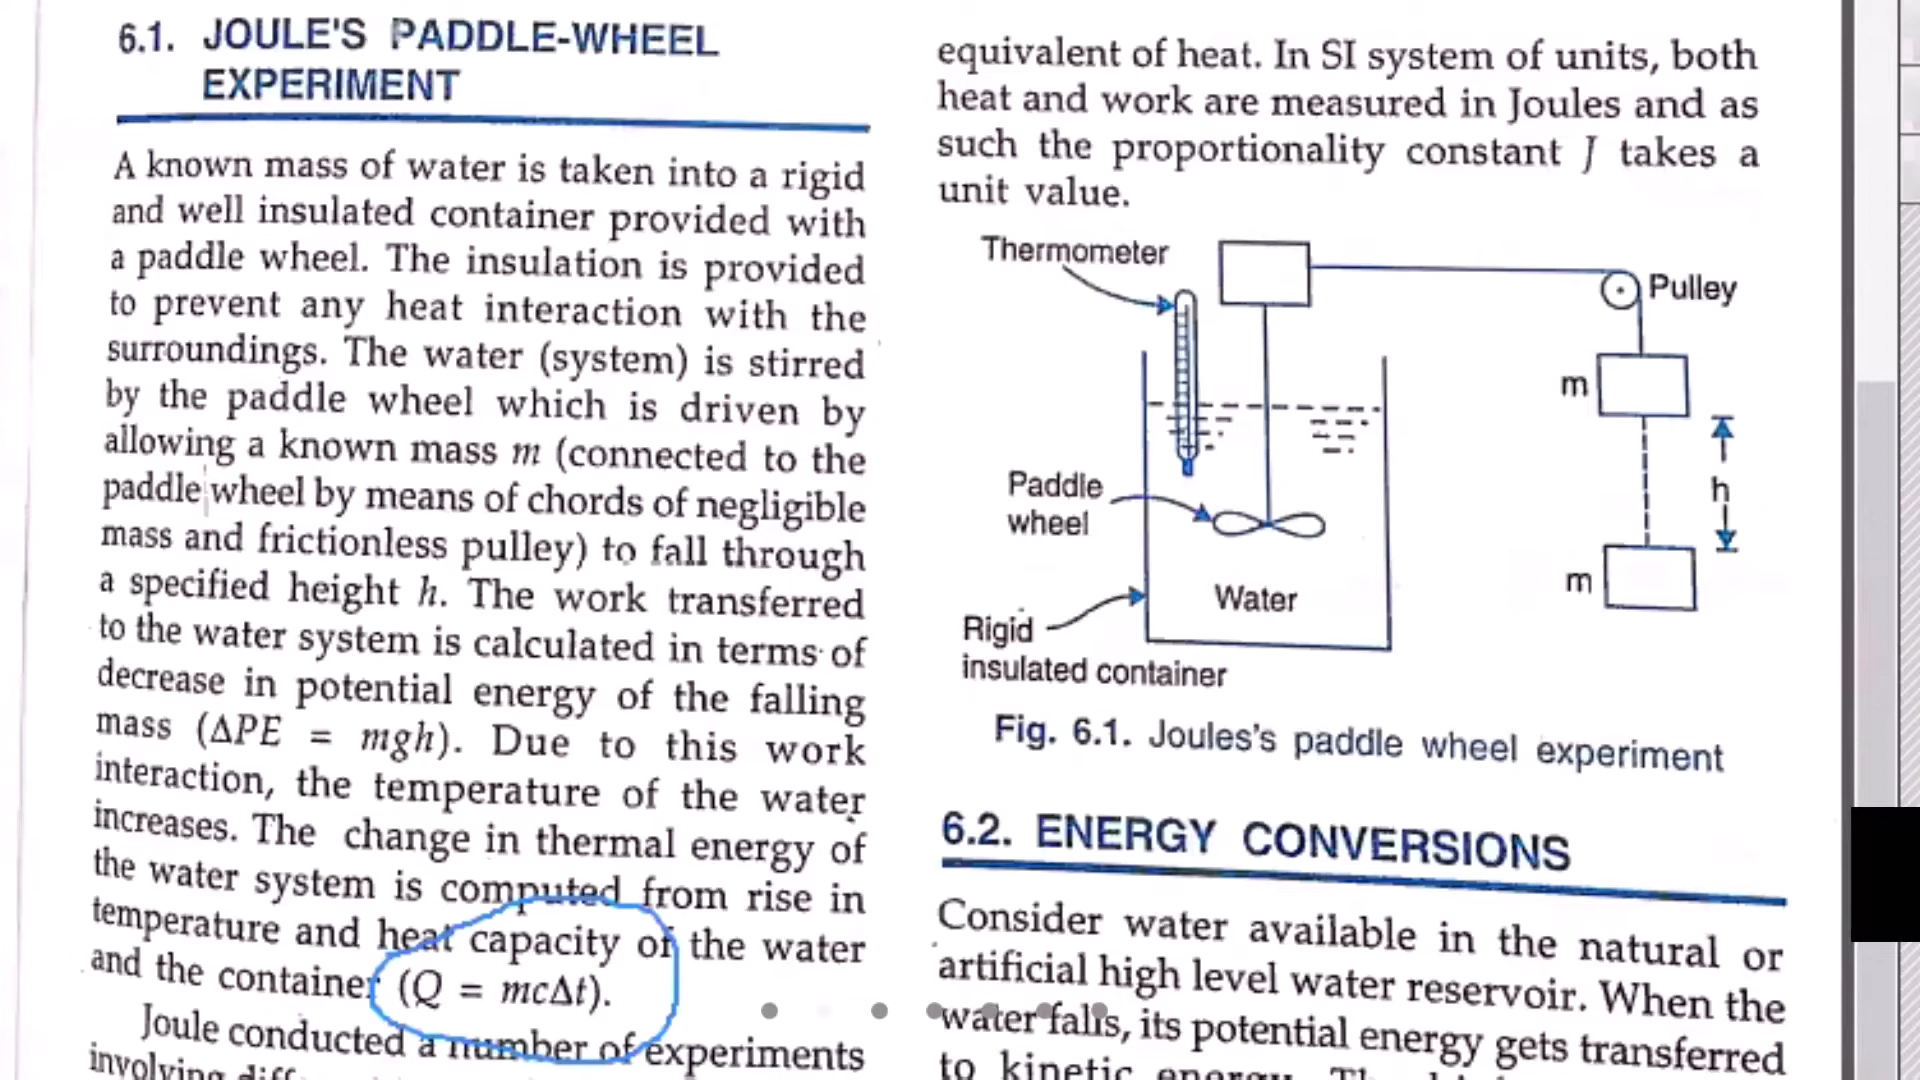 6.1. JOULE'S PADDLE-WHEEL
EXPERIMENT
A known mass of water is taken into a rigid
and well insulated container provided with
a paddle wheel. The insulation is provided
to prevent any heat interaction with the
surroundings. The water (system) is stirred
by the paddle wheel which is driven by
allowing a known mass m (connected to the
paddle wheel by means of chords of negligible
mass and frictionless pulley) to fall through
a specified height h. The work transferred
to the water system is calculated in terms of
decrease in potential energy of the falling
mass (ΔPE = mgh). Due to this work
interaction, the temperature of the water
increases. The change in thermal energy of
the water system is computed from rise in
temperature and heat capacity of the water
and the container (Q = mcΔt).
Joule conducted a number of experiments
involving
equivalent of heat. In SI system of units, both
heat and work are measured in Joules and as
such the proportionality constant J takes a
unit value.
Thermometer
Pulley
m
Paddle
wheel
h
m
Water
Rigid
insulated container
Fig. 6.1. Joules's paddle wheel experiment
6.2. ENERGY CONVERSIONS
Consider water available in the natural or
artificial high level water reservoir. When the
water falls, its potential energy gets transferred
to kinetic energy.